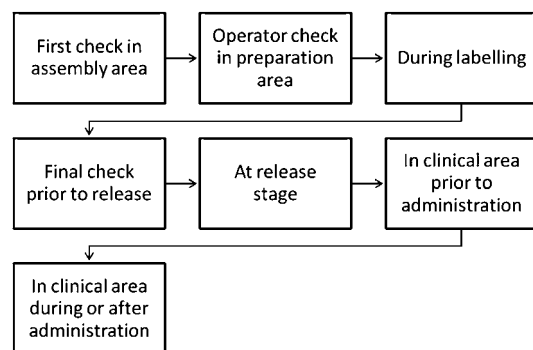 First check in
assembly area
Operator check
in preparation
area
During labelling
Final check
prior to release
At release
stage
In clinical area
prior to
administration
In clinical area
during or after
administration